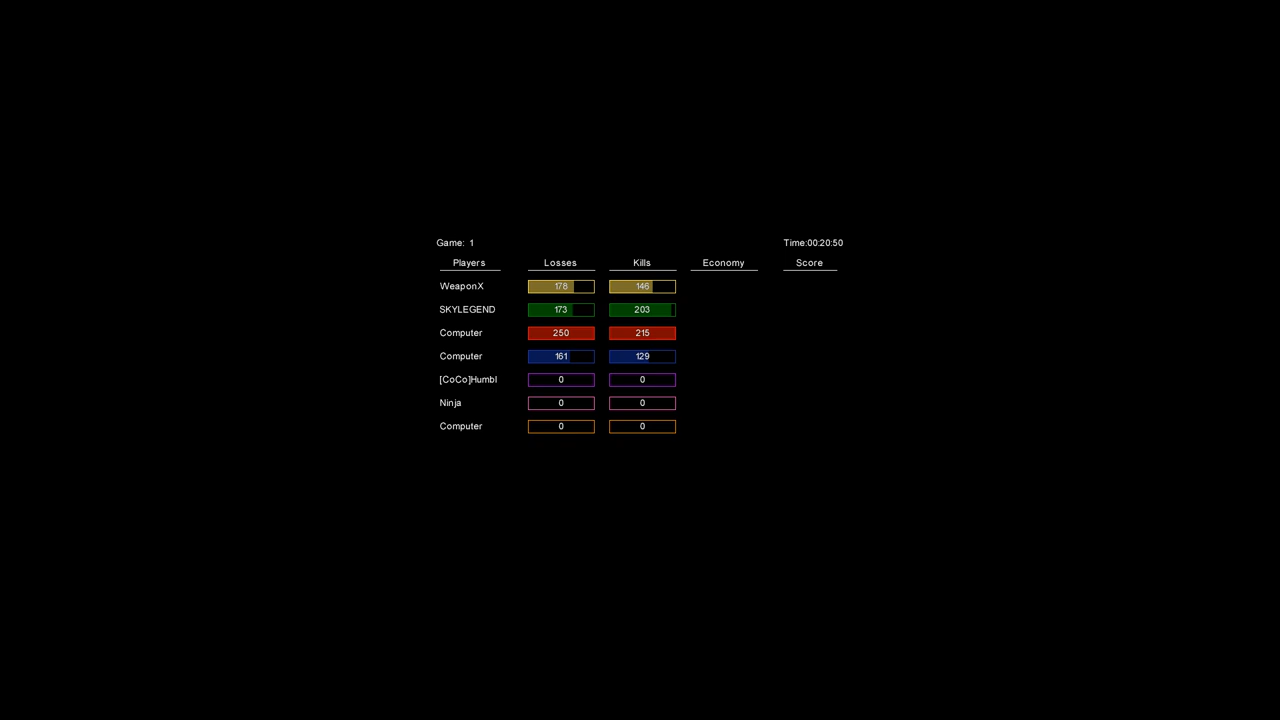 Game: 1 Time:00:20:50
Players Losses Kills Economy Score
WeaponX 178 146
SKYLEGEND 173 203
Computer 250 215
Computer 161 129
[CoCo]Humbl 0 0
Ninja 0 0
Computer 0 0